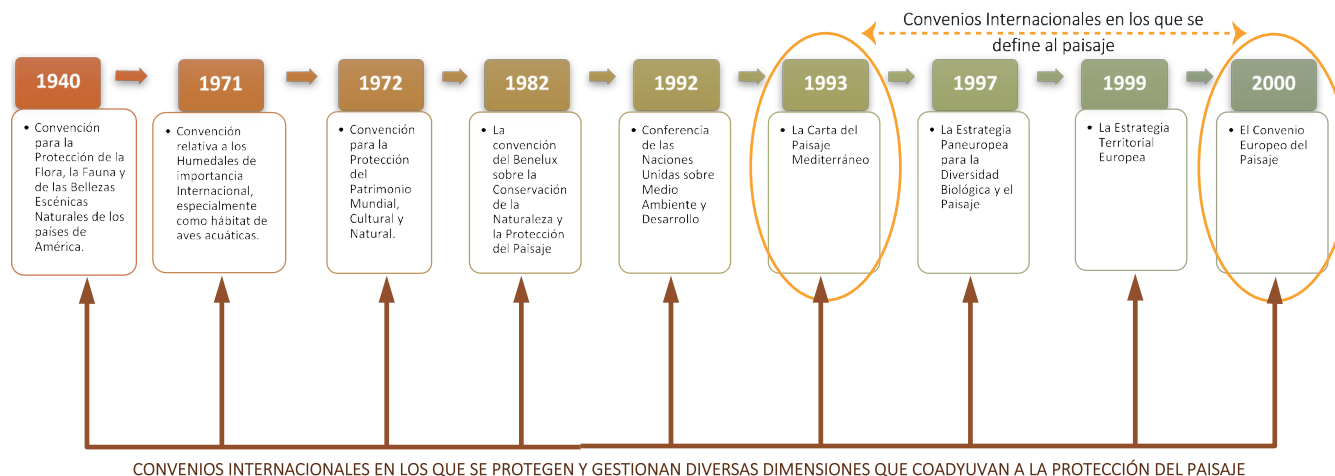 Convenios Internacionales en los que se
define al paisaje
1940
1971
1972
1982
1992
1993
1997
1999
2000
• Convención
para la
Protección de la
Flora, la Fauna y
de las Bellezas
Escénicas
Naturales de los
países de
América.
• Convención
relativa a los
Humedales de
importancia
Internacional,
especialmente
como hábitat de
aves acuáticas.
• Convención
para la
Protección
del
Patrimonio
Mundial,
Cultural y
Natural.
• La
convención
del Benelux
sobre la
Conservación
de la
Naturaleza y
la Protección
del Paisaje
• Conferencia
de las
Naciones
Unidas sobre
Medio
Ambiente y
Desarrollo
• La Carta del
Paisaje
Mediterráneo
• La Estrategia
Paneuropea
para la
Diversidad
Biológica y el
Paisaje
• La Estrategia
Territorial
Europea
• El Convenio
Europeo del
Paisaje
CONVENIOS INTERNACIONALES EN LOS QUE SE PROTEGEN Y GESTIONAN DIVERSAS DIMENSIONES QUE COADYUVAN A LA PROTECCIÓN DEL PAISAJE